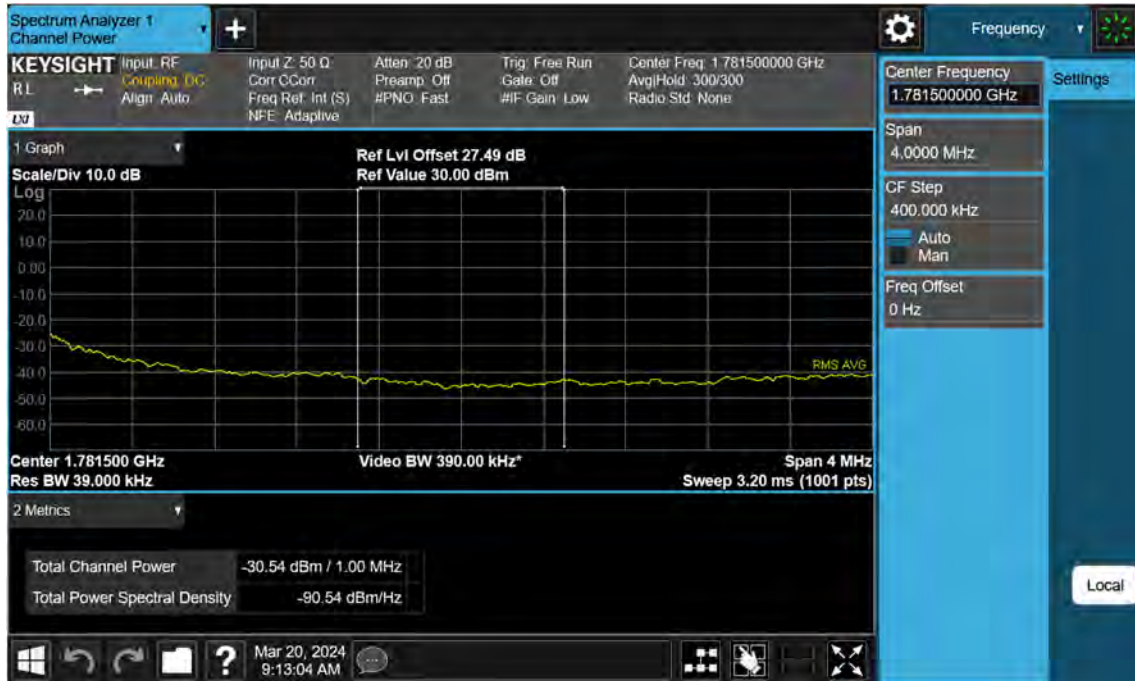 Spectrum Analyzer 1
Channel Power
+
Frequency
KEYSIGHT
RL
LXI
Input: RF
Coupling: DC
Align: Auto
Input Z: 50 Ω
Corr CCorr
Freq Ref: Int (S)
NFE: Adaptive
Atten: 20 dB
Preamp: Off
#PNO: Fast
Trig: Free Run
Gate: Off
#IF Gain: Low
Center Freq: 1.781500000 GHz
Avg|Hold: 300/300
Radio Std: None
Center Frequency
1.781500000 GHz
Settings
Span
4.0000 MHz
CF Step
400.000 kHz
Auto
Man
Freq Offset
0 Hz
1 Graph
Scale/Div 10.0 dB
Ref Lvl Offset 27.49 dB
Ref Value 30.00 dBm
Log
20.0
10.0
0.00
-10.0
-20.0
-30.0
-40.0
-50.0
-60.0
RMS AVG
Center 1.781500 GHz
Video BW 390.00 kHz*
Span 4 MHz
Res BW 39.000 kHz
Sweep 3.20 ms (1001 pts)
2 Metrics
Total Channel Power -30.54 dBm / 1.00 MHz
Total Power Spectral Density -90.54 dBm/Hz
Local
?
Mar 20, 2024
9:13:04 AM